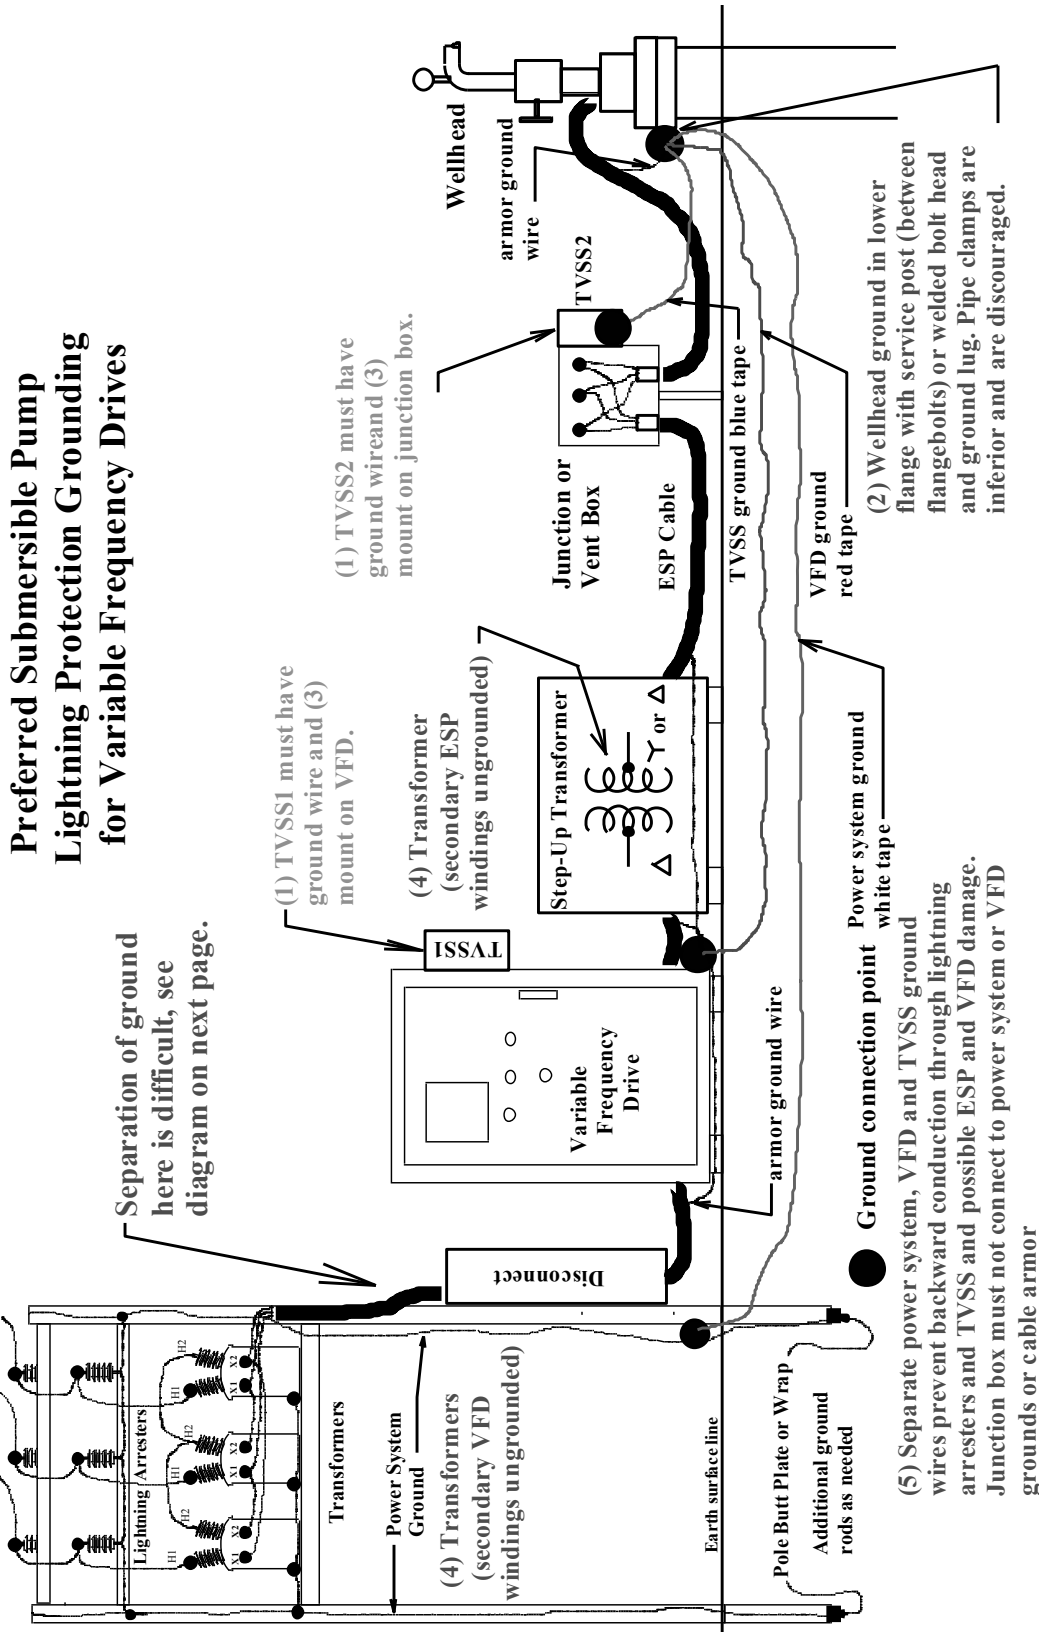 Preferred Submersible Pump
Lightning Protection Grounding
for Variable Frequency Drives
Separation of ground
here is difficult, see
diagram on next page.
(1) TVSS1 must have
ground wire and (3)
mount on VFD.
(1) TVSS2 must have
ground wireand (3)
mount on junction box.
(4) Transformer
(secondary ESP
windings ungrounded)
Wellhead
armor ground
wire
TVSS2
TVSS1
Junction or
Vent Box
ESP Cable
Step-Up Transformer
or
Variable
Frequency
Drive
Disconnect
H2
H1
H2
H1
H2
H1
X2
X1
X2
X1
X2
X1
Lightning Arresters
Transformers
Power System
Ground
(4) Transformers
(secondary VFD
windings ungrounded)
Earth surface line
Pole Butt Plate or Wrap
Additional ground
rods as needed
armor ground wire
TVSS ground blue tape
VFD ground
red tape
Power system ground
white tape
Ground connection point
(2) Wellhead ground in lower
flange with service post (between
flangebolts) or welded bolt head
and ground lug. Pipe clamps are
inferior and are discouraged.
(5) Separate power system, VFD and TVSS ground
wires prevent backward conduction through lightning
arresters and TVSS and possible ESP and VFD damage.
Junction box must not connect to power system or VFD
grounds or cable armor